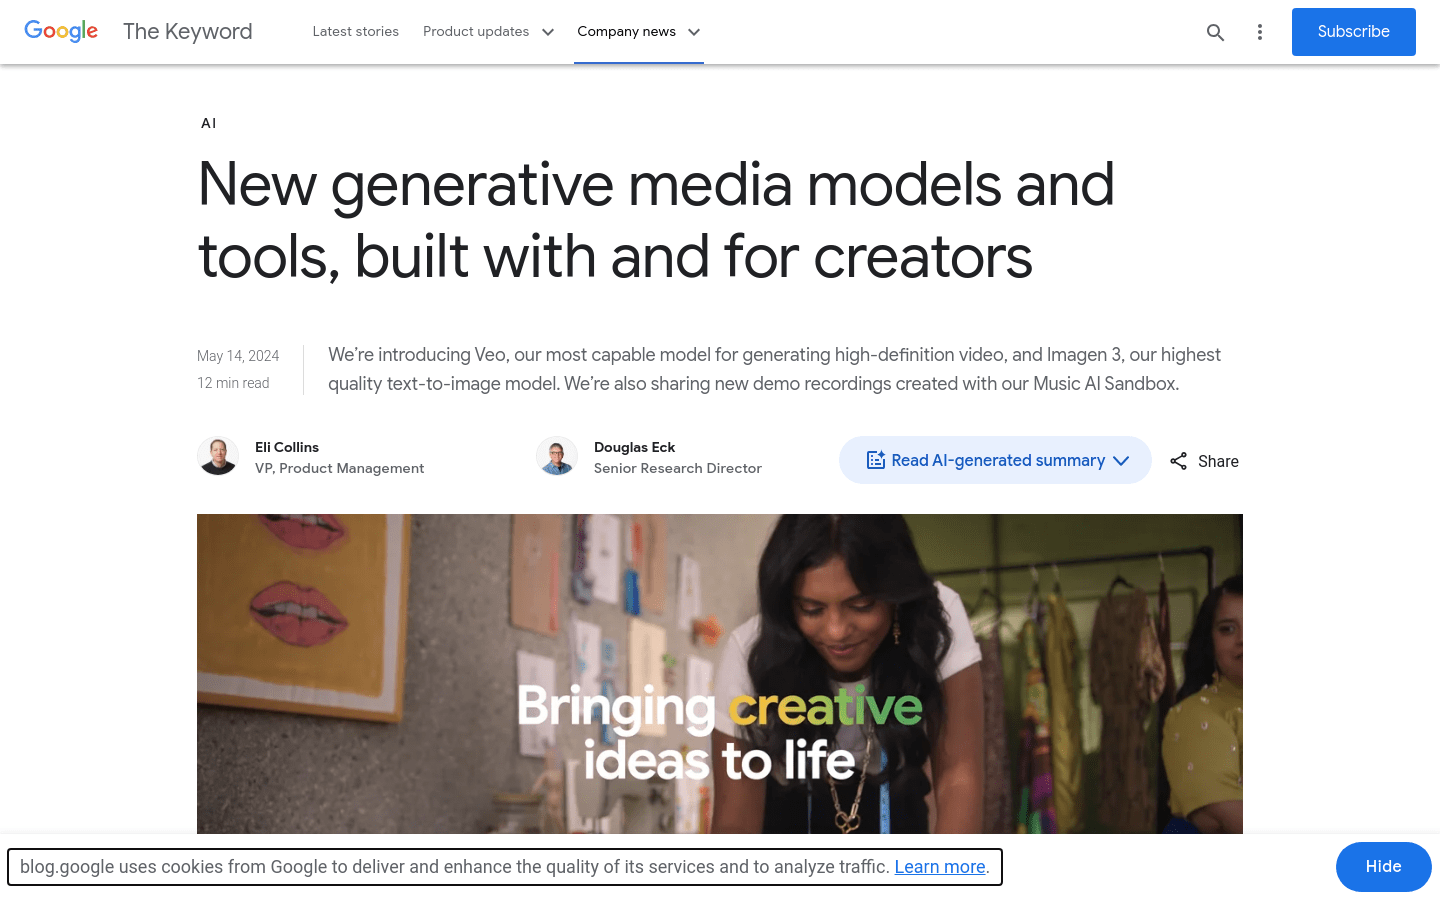 Google The Keyword Latest stories Product updates Company news Subscribe
AI
New generative media models and
tools, built with and for creators
May 14, 2024
12 min read
We're introducing Veo, our most capable model for generating high-definition video, and Imagen 3, our highest
quality text-to-image model. We're also sharing new demo recordings created with our Music AI Sandbox.
Eli Collins
VP, Product Management
Douglas Eck
Senior Research Director
Read AI-generated summary
Share
Bringing creative
ideas to life
blog.google uses cookies from Google to deliver and enhance the quality of its services and to analyze traffic. Learn more.
Hide